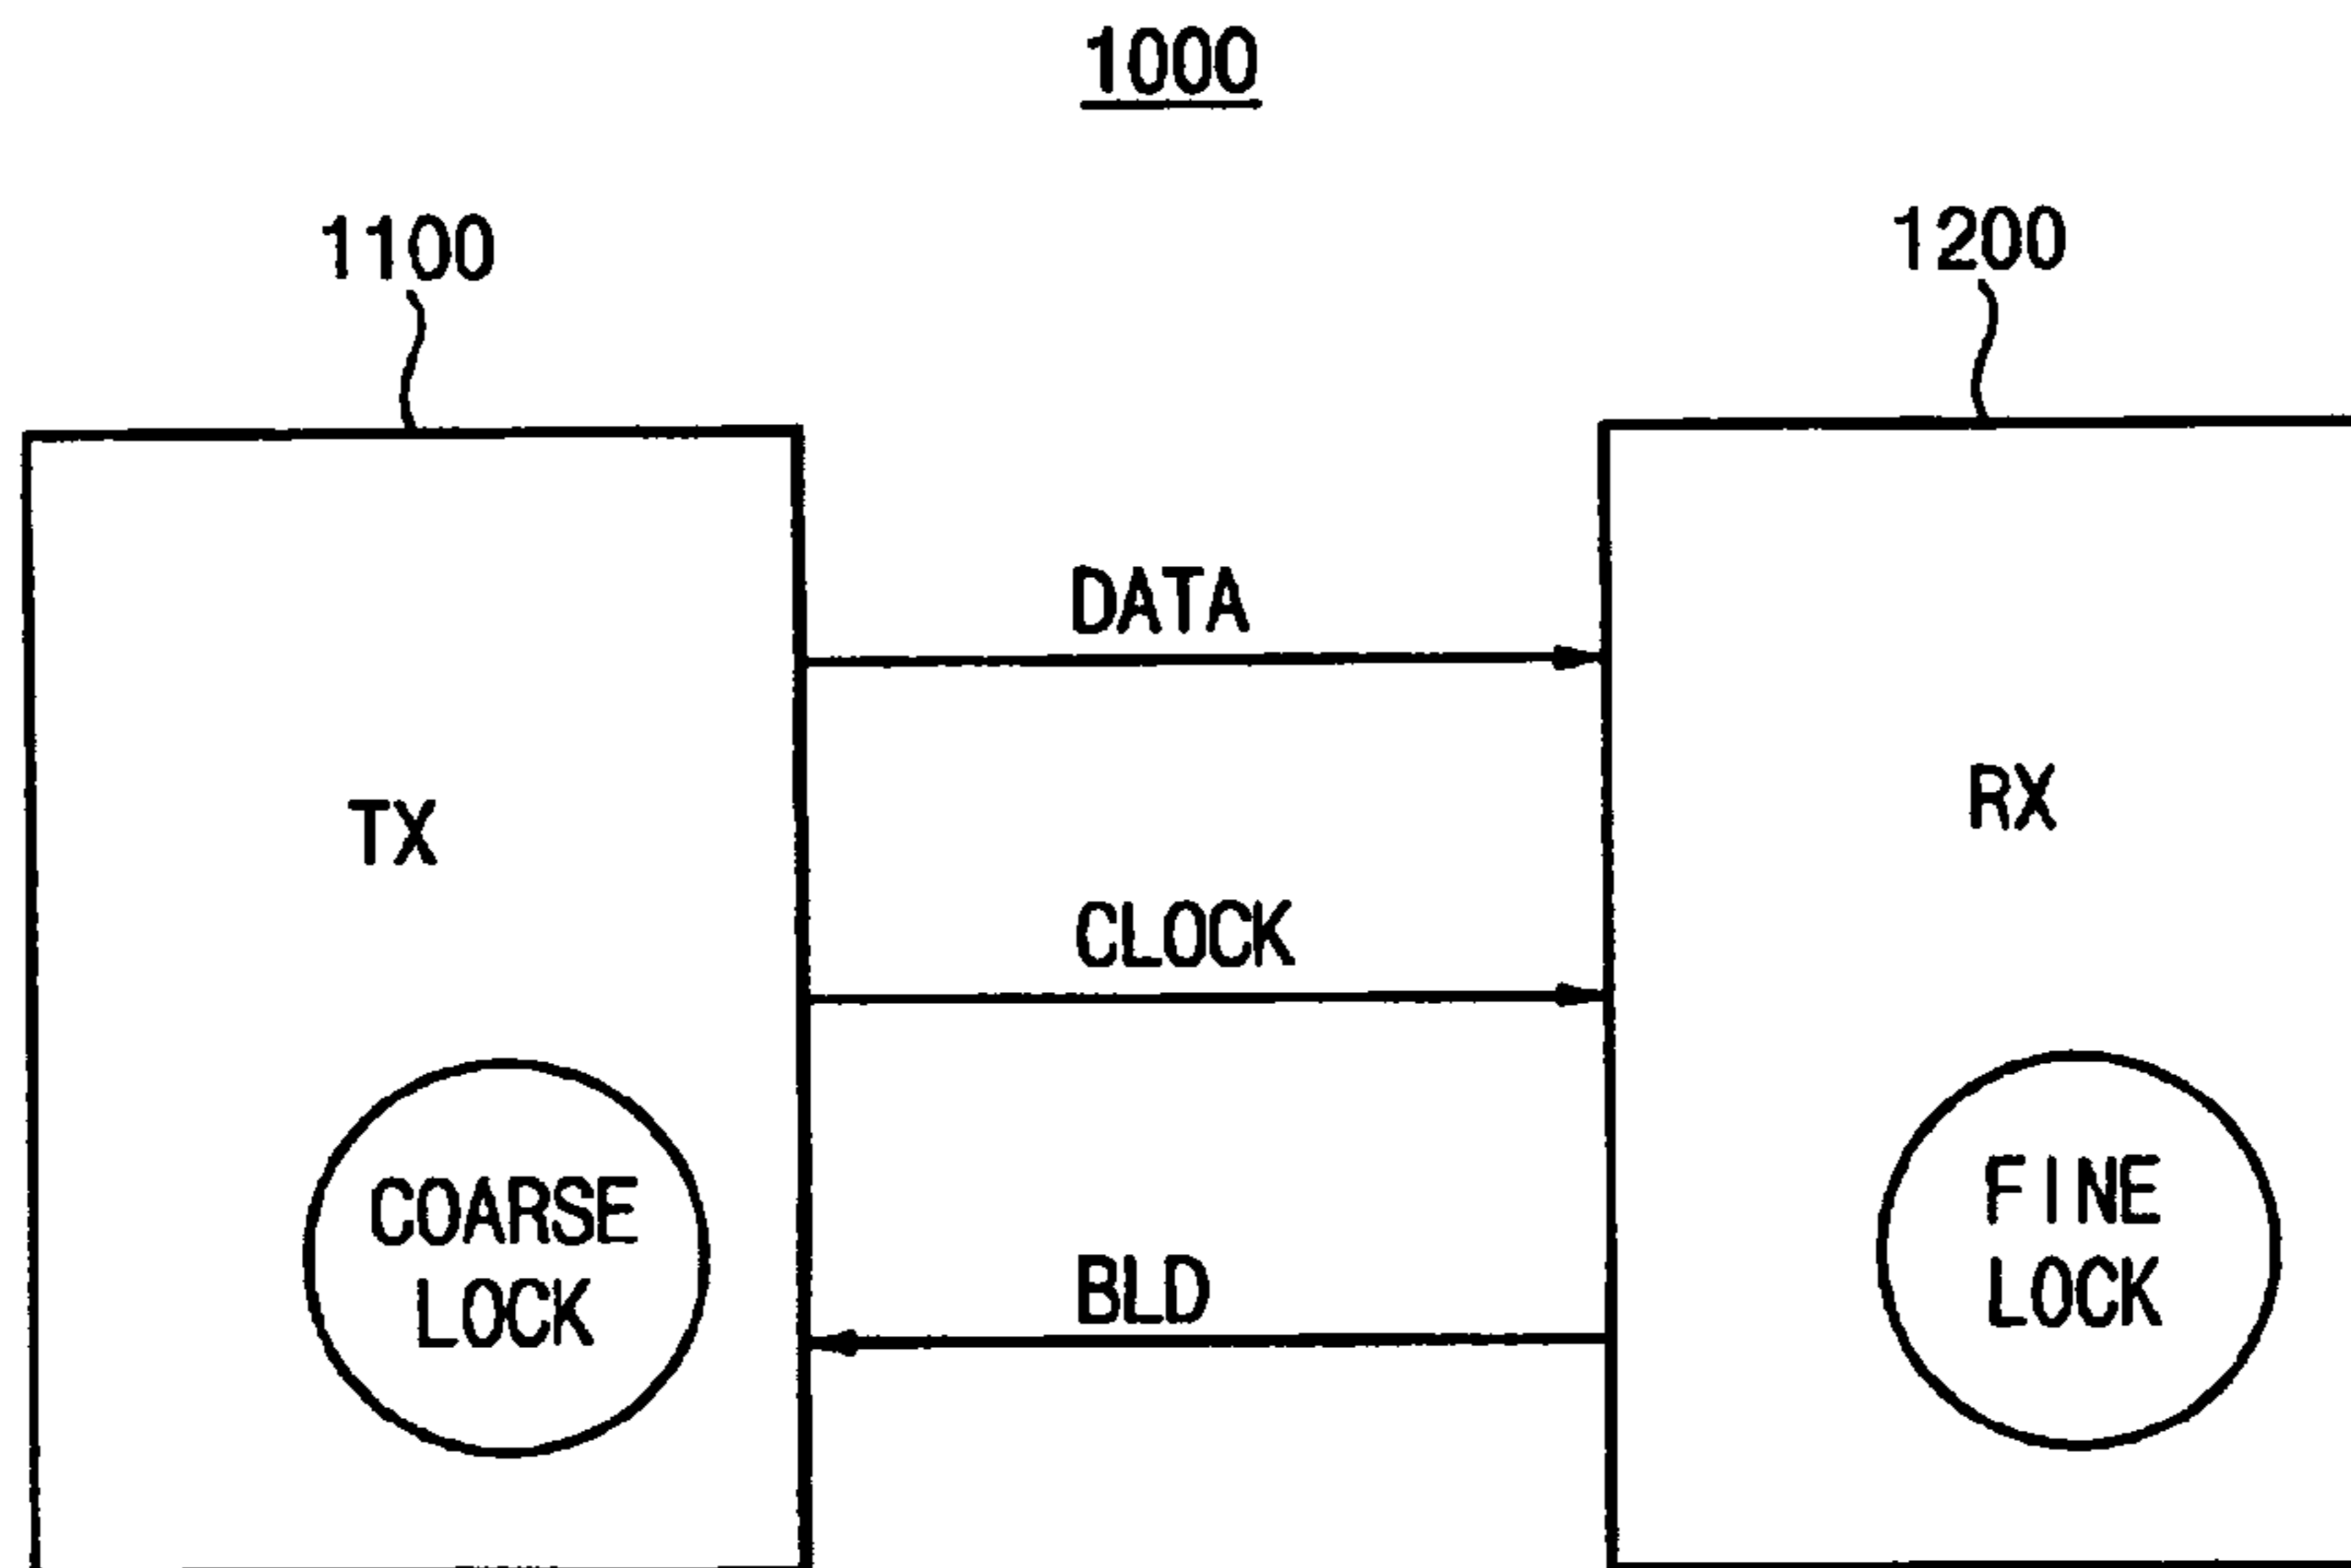 1000
1100
1200
DATA
TX
RX
CLOCK
COARSE
LOCK
FINE
LOCK
BLD